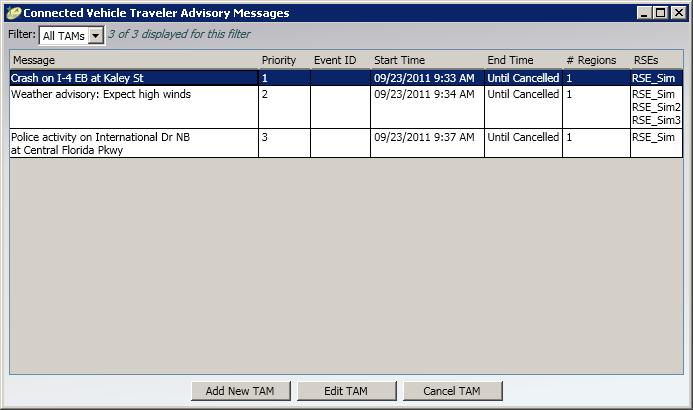 Connected Vehicle Traveler Advisory Messages
Filter: All TAMs 3 of 3 displayed for this filter
Message Priority Event ID Start Time End Time # Regions RSEs
Crash on I-4 EB at Kaley St 1 09/23/2011 9:33 AM Until Cancelled 1 RSE_Sim
Weather advisory: Expect high winds 2 09/23/2011 9:34 AM Until Cancelled 1 RSE_Sim
RSE_Sim2
RSE_Sim3
Police activity on International Dr NB 3 09/23/2011 9:37 AM Until Cancelled 1 RSE_Sim
at Central Florida Pkwy
Add New TAM Edit TAM Cancel TAM